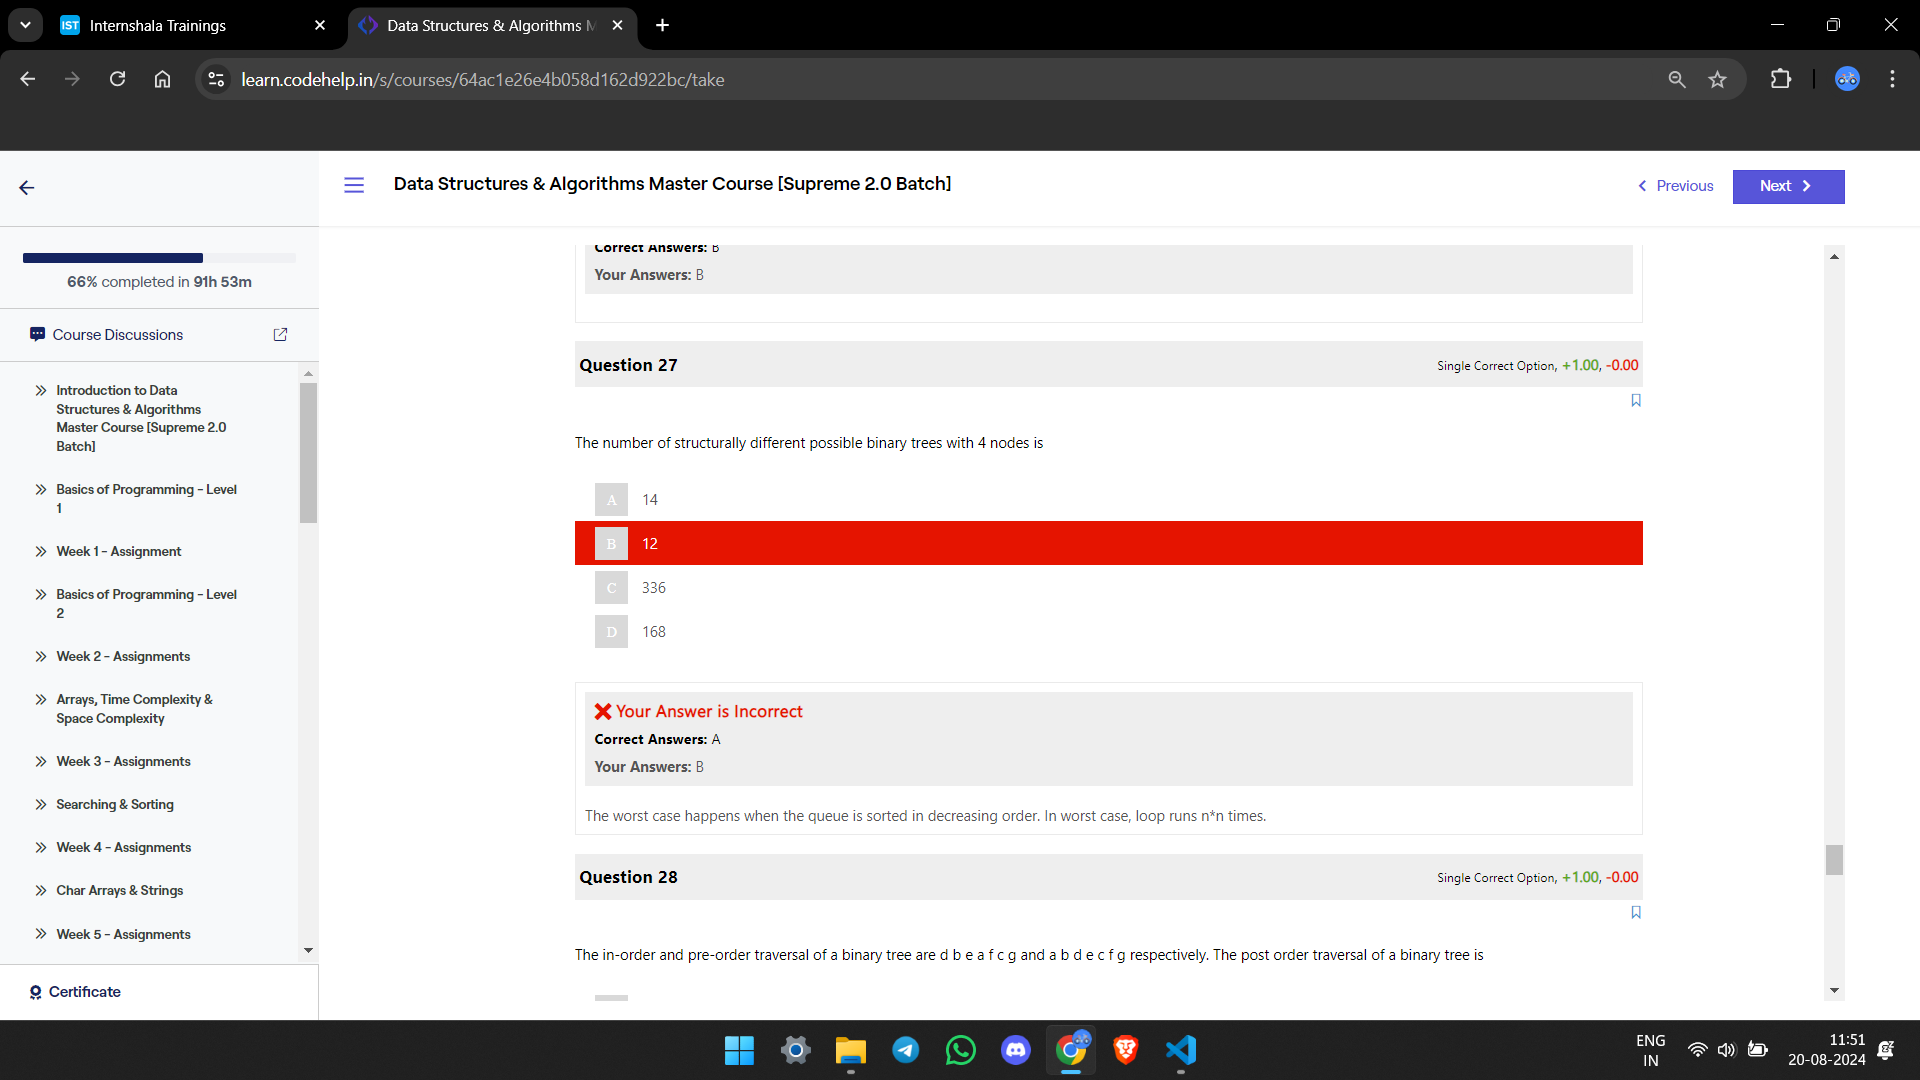 Internshala Trainings
Data Structures & Algorithms M
learn.codehelp.in/s/courses/64ac1e26e4b058d162d922bc/take
Data Structures & Algorithms Master Course [Supreme 2.0 Batch]
Previous
Next
66% completed in 91h 53m
Course Discussions
Introduction to Data
Structures & Algorithms
Master Course [Supreme 2.0
Batch]
Basics of Programming - Level
1
Week 1 - Assignment
Basics of Programming - Level
2
Week 2 - Assignments
Arrays, Time Complexity &
Space Complexity
Week 3 - Assignments
Searching & Sorting
Week 4 - Assignments
Char Arrays & Strings
Week 5 - Assignments
Certificate
Correct Answers: B
Your Answers: B
Question 27
Single Correct Option, +1.00, -0.00
The number of structurally different possible binary trees with 4 nodes is
A 14
B 12
C 336
D 168
Your Answer is Incorrect
Correct Answers: A
Your Answers: B
The worst case happens when the queue is sorted in decreasing order. In worst case, loop runs n*n times.
Question 28
Single Correct Option, +1.00, -0.00
The in-order and pre-order traversal of a binary tree are d b e a f c g and a b d e c f g respectively. The post order traversal of a binary tree is
ENG
IN
11:51
20-08-2024
IST